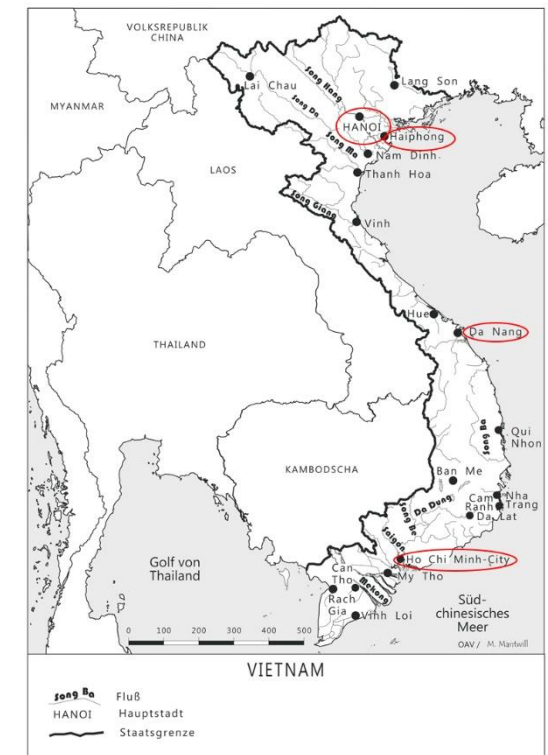 VOLKSREPUBLIK
CHINA
MYANMAR
LAOS
THAILAND
KAMBODSCHA
Golf von
Thailand
Süd-
chinesisches
Meer
Lai Chau
Song Hang
Lang Son
Song Da
HANOI
Haiphong
Song Ma
Nam Dinh
Thanh Hoa
Song Giang
Vinh
Hue
Da Nang
Song Ba
Qui
Nhon
Ban Me
Cam
Ranh
Nha
Trang
Da Lat
Da Dung
Song Be
Saigon
Ho Chi Minh-City
My Tho
Can
Tho
Rach
Gia
Mekong
Vinh Loi
0 100 200 300 400 500
OAV / M. Mantwill
VIETNAM
Song Ba Fluß
HANOI Hauptstadt
Staatsgrenze